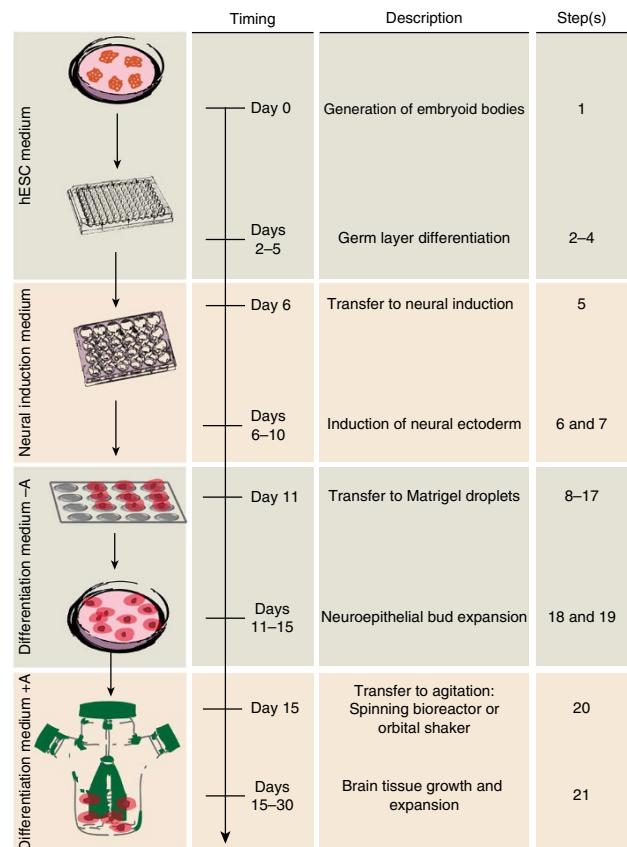 Timing Description Step(s)
hESC medium
Day 0 Generation of embryoid bodies 1
Days
2–5
Germ layer differentiation 2–4
Neural induction medium
Day 6 Transfer to neural induction 5
Days
6–10
Induction of neural ectoderm 6 and 7
Differentiation medium –A
Day 11 Transfer to Matrigel droplets 8–17
Days
11–15
Neuroepithelial bud expansion 18 and 19
Differentiation medium +A
Day 15
Transfer to agitation:
Spinning bioreactor or
orbital shaker
20
Days
15–30
Brain tissue growth and
expansion
21